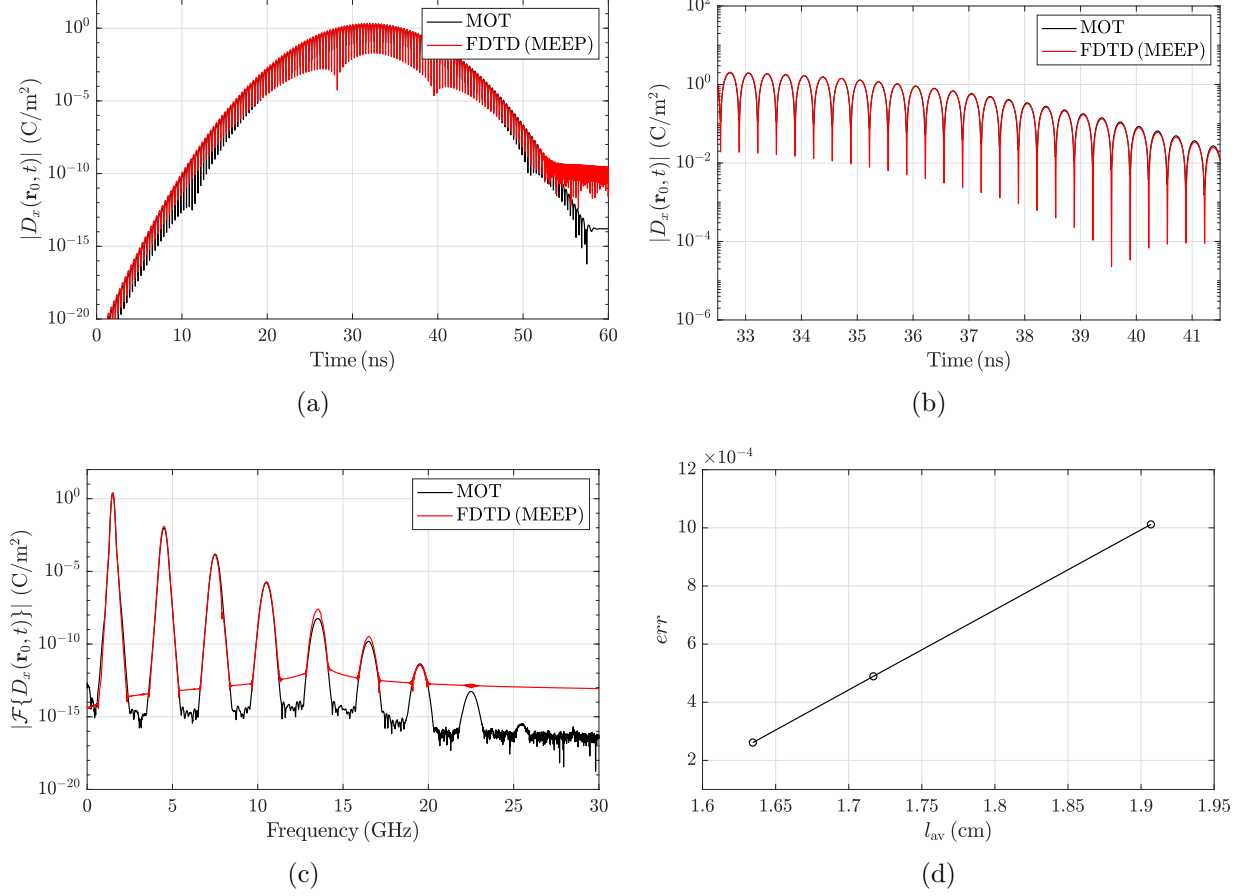 |D_x(r_0, t)| (C/m²)
10^0
10^−5
10^−10
10^−15
10^−20
0 10 20 30 40 50 60
Time (ns)
MOT
FDTD (MEEP)
(a)
|D_x(r_0, t)| (C/m²)
10^2
10^0
10^−2
10^−4
10^−6
33 34 35 36 37 38 39 40 41
Time (ns)
MOT
FDTD (MEEP)
(b)
|F{D_x(r_0, t)}| (C/m²)
10^0
10^−5
10^−10
10^−15
10^−20
0 5 10 15 20 25 30
Frequency (GHz)
MOT
FDTD (MEEP)
(c)
×10^−4
err
12
10
8
6
4
2
1.6 1.65 1.7 1.75 1.8 1.85 1.9 1.95
l_av (cm)
(d)